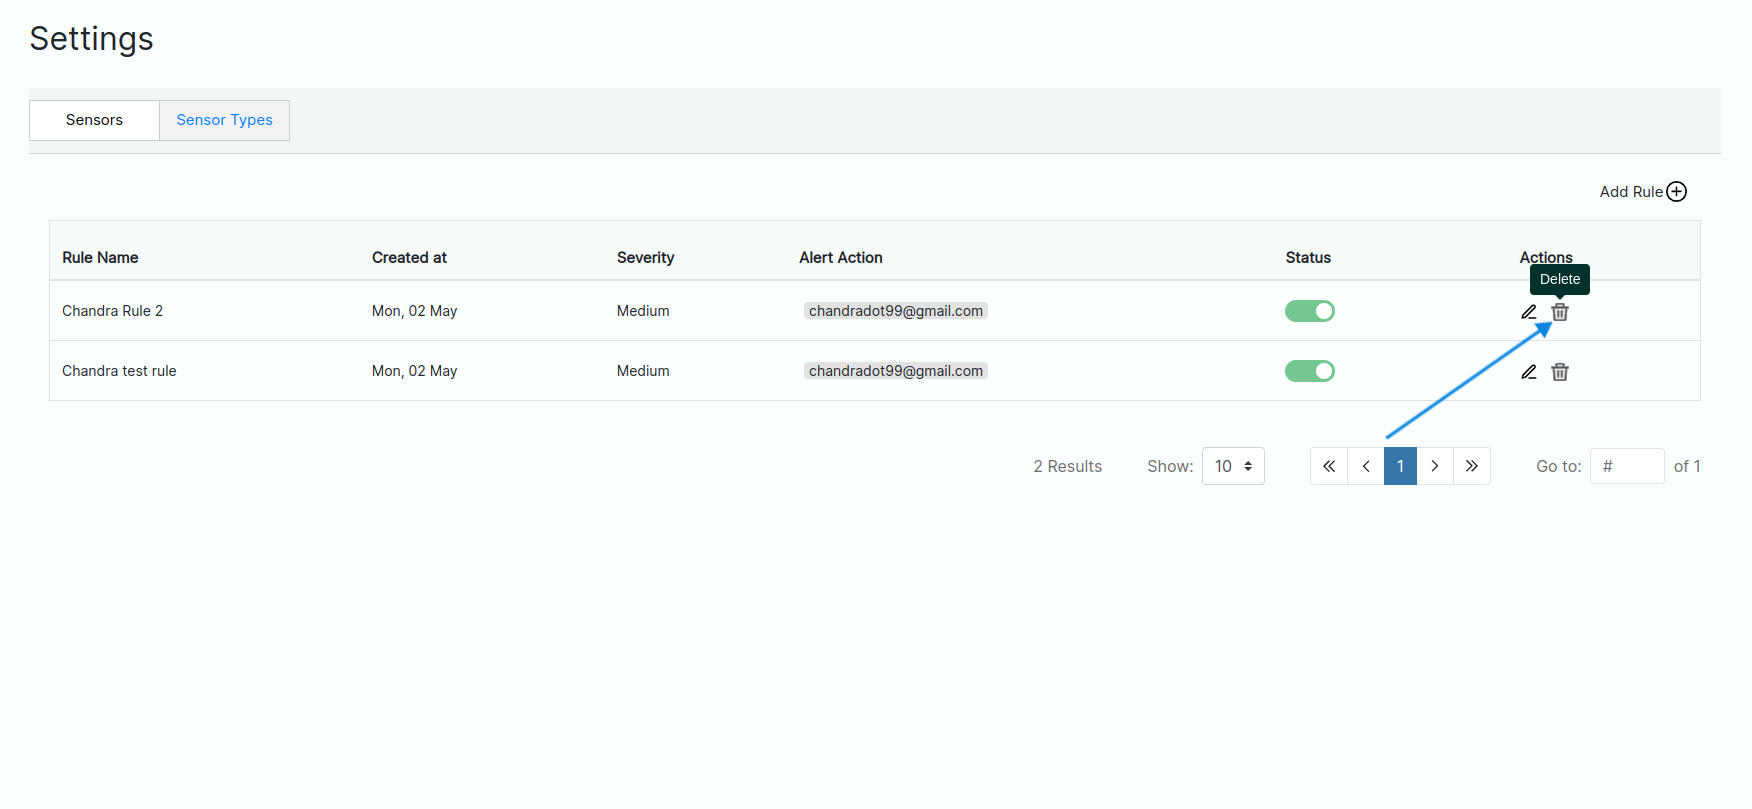 Settings
Sensors Sensor Types
Add Rule
Rule Name Created at Severity Alert Action Status Actions
Delete
Chandra Rule 2 Mon, 02 May Medium chandradot99@gmail.com
Chandra test rule Mon, 02 May Medium chandradot99@gmail.com
2 Results Show: 10 « ‹ 1 › » Go to: # of 1